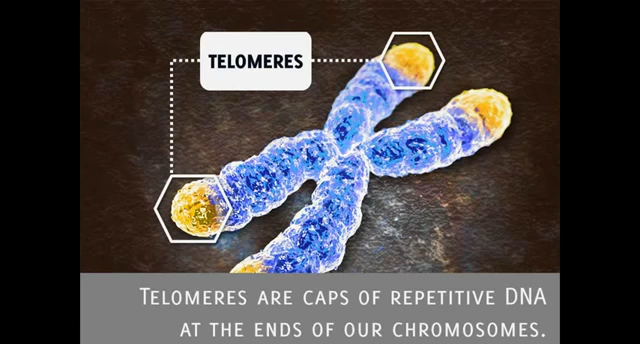 TELOMERES
TELOMERES ARE CAPS OF REPETITIVE DNA
AT THE ENDS OF OUR CHROMOSOMES.